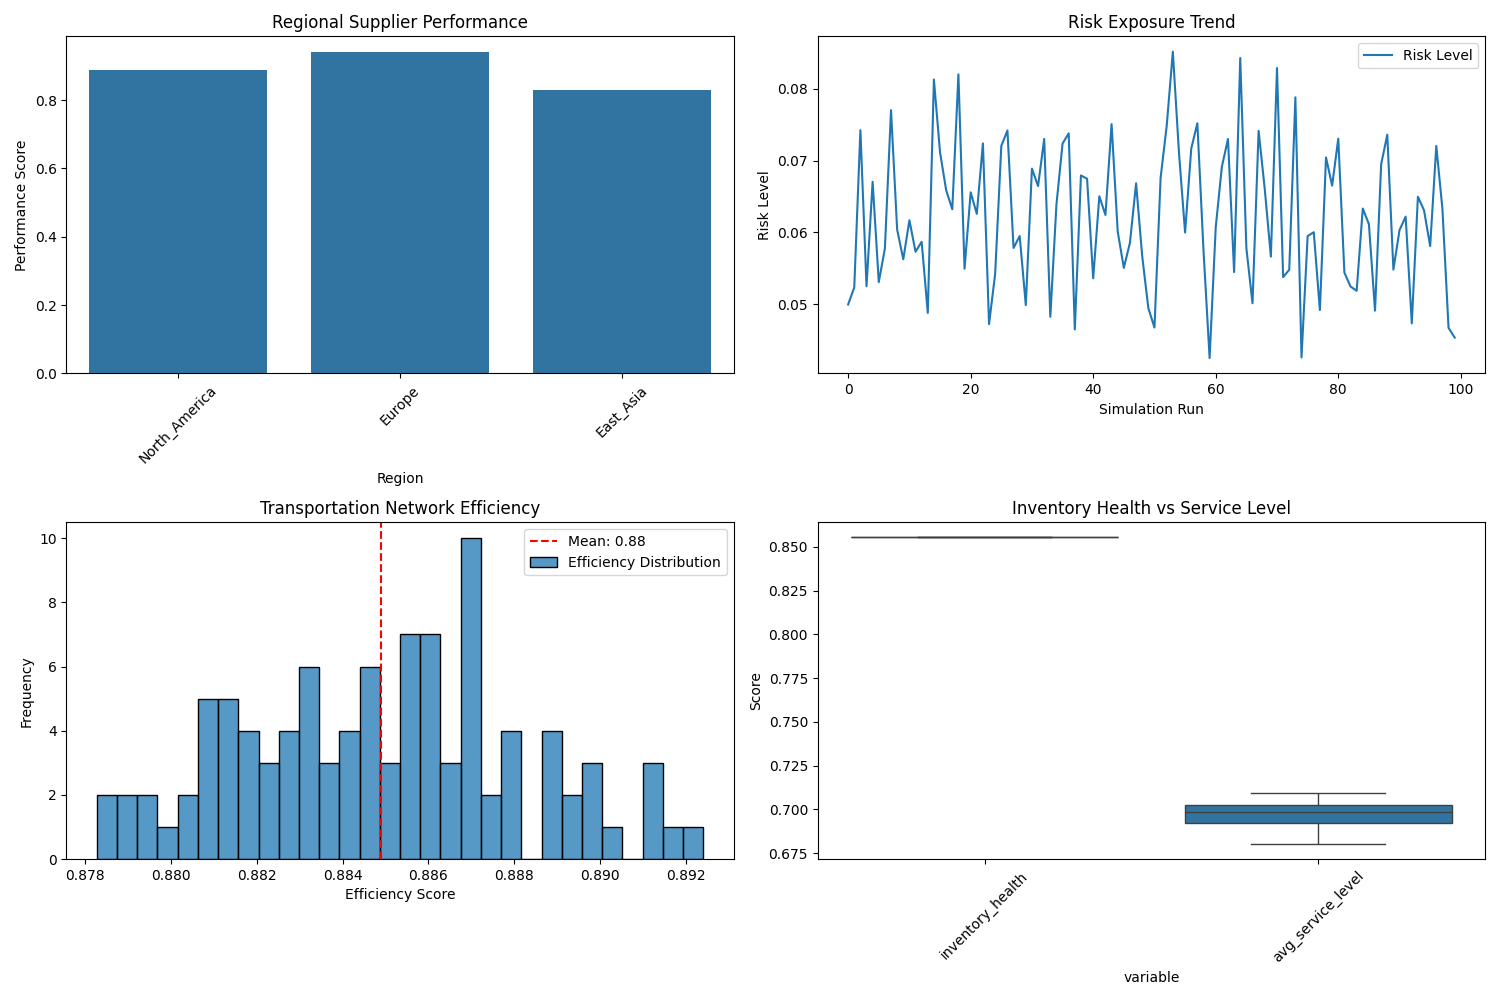 Regional Supplier Performance
Performance Score
0.8
0.6
0.4
0.2
0.0
North_America
Europe
East_Asia
Region
Risk Exposure Trend
Risk Level
Risk Level
0.08
0.07
0.06
0.05
0
20
40
60
80
100
Simulation Run
Transportation Network Efficiency
Mean: 0.88
Efficiency Distribution
Frequency
10
8
6
4
2
0
0.878
0.880
0.882
0.884
0.886
0.888
0.890
0.892
Efficiency Score
Inventory Health vs Service Level
Score
0.850
0.825
0.800
0.775
0.750
0.725
0.700
0.675
inventory_health
avg_service_level
variable